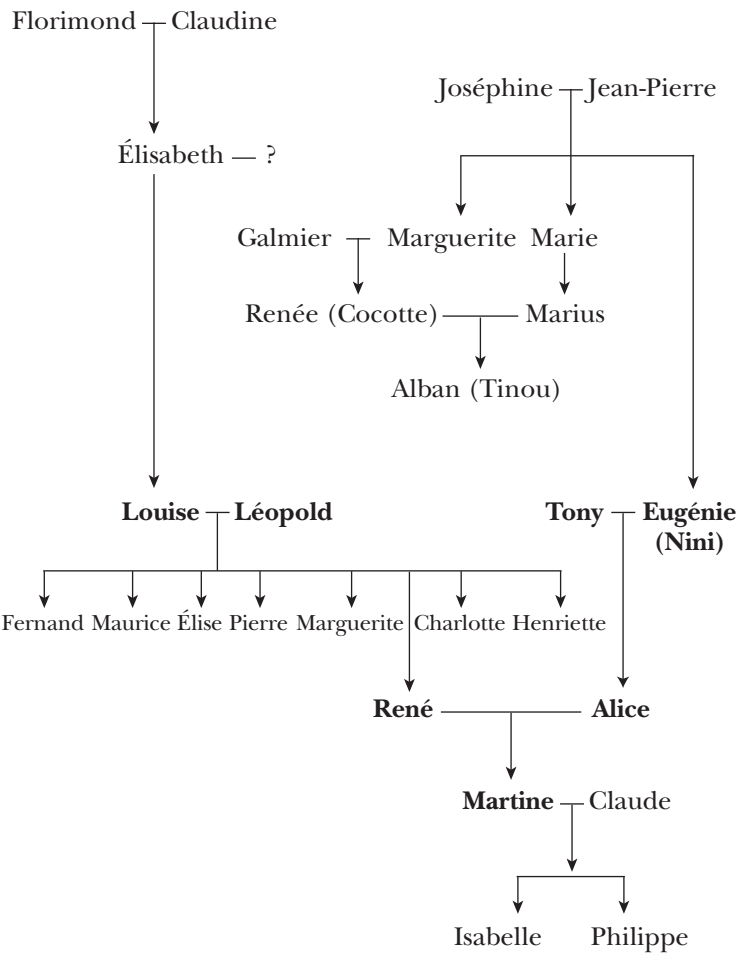 Florimond Claudine
Joséphine Jean-Pierre
Élisabeth ?
Galmier Marguerite Marie
Renée (Cocotte) Marius
Alban (Tinou)
Louise Léopold Tony Eugénie
(Nini)
Fernand Maurice Élise Pierre Marguerite Charlotte Henriette
René Alice
Martine Claude
Isabelle Philippe